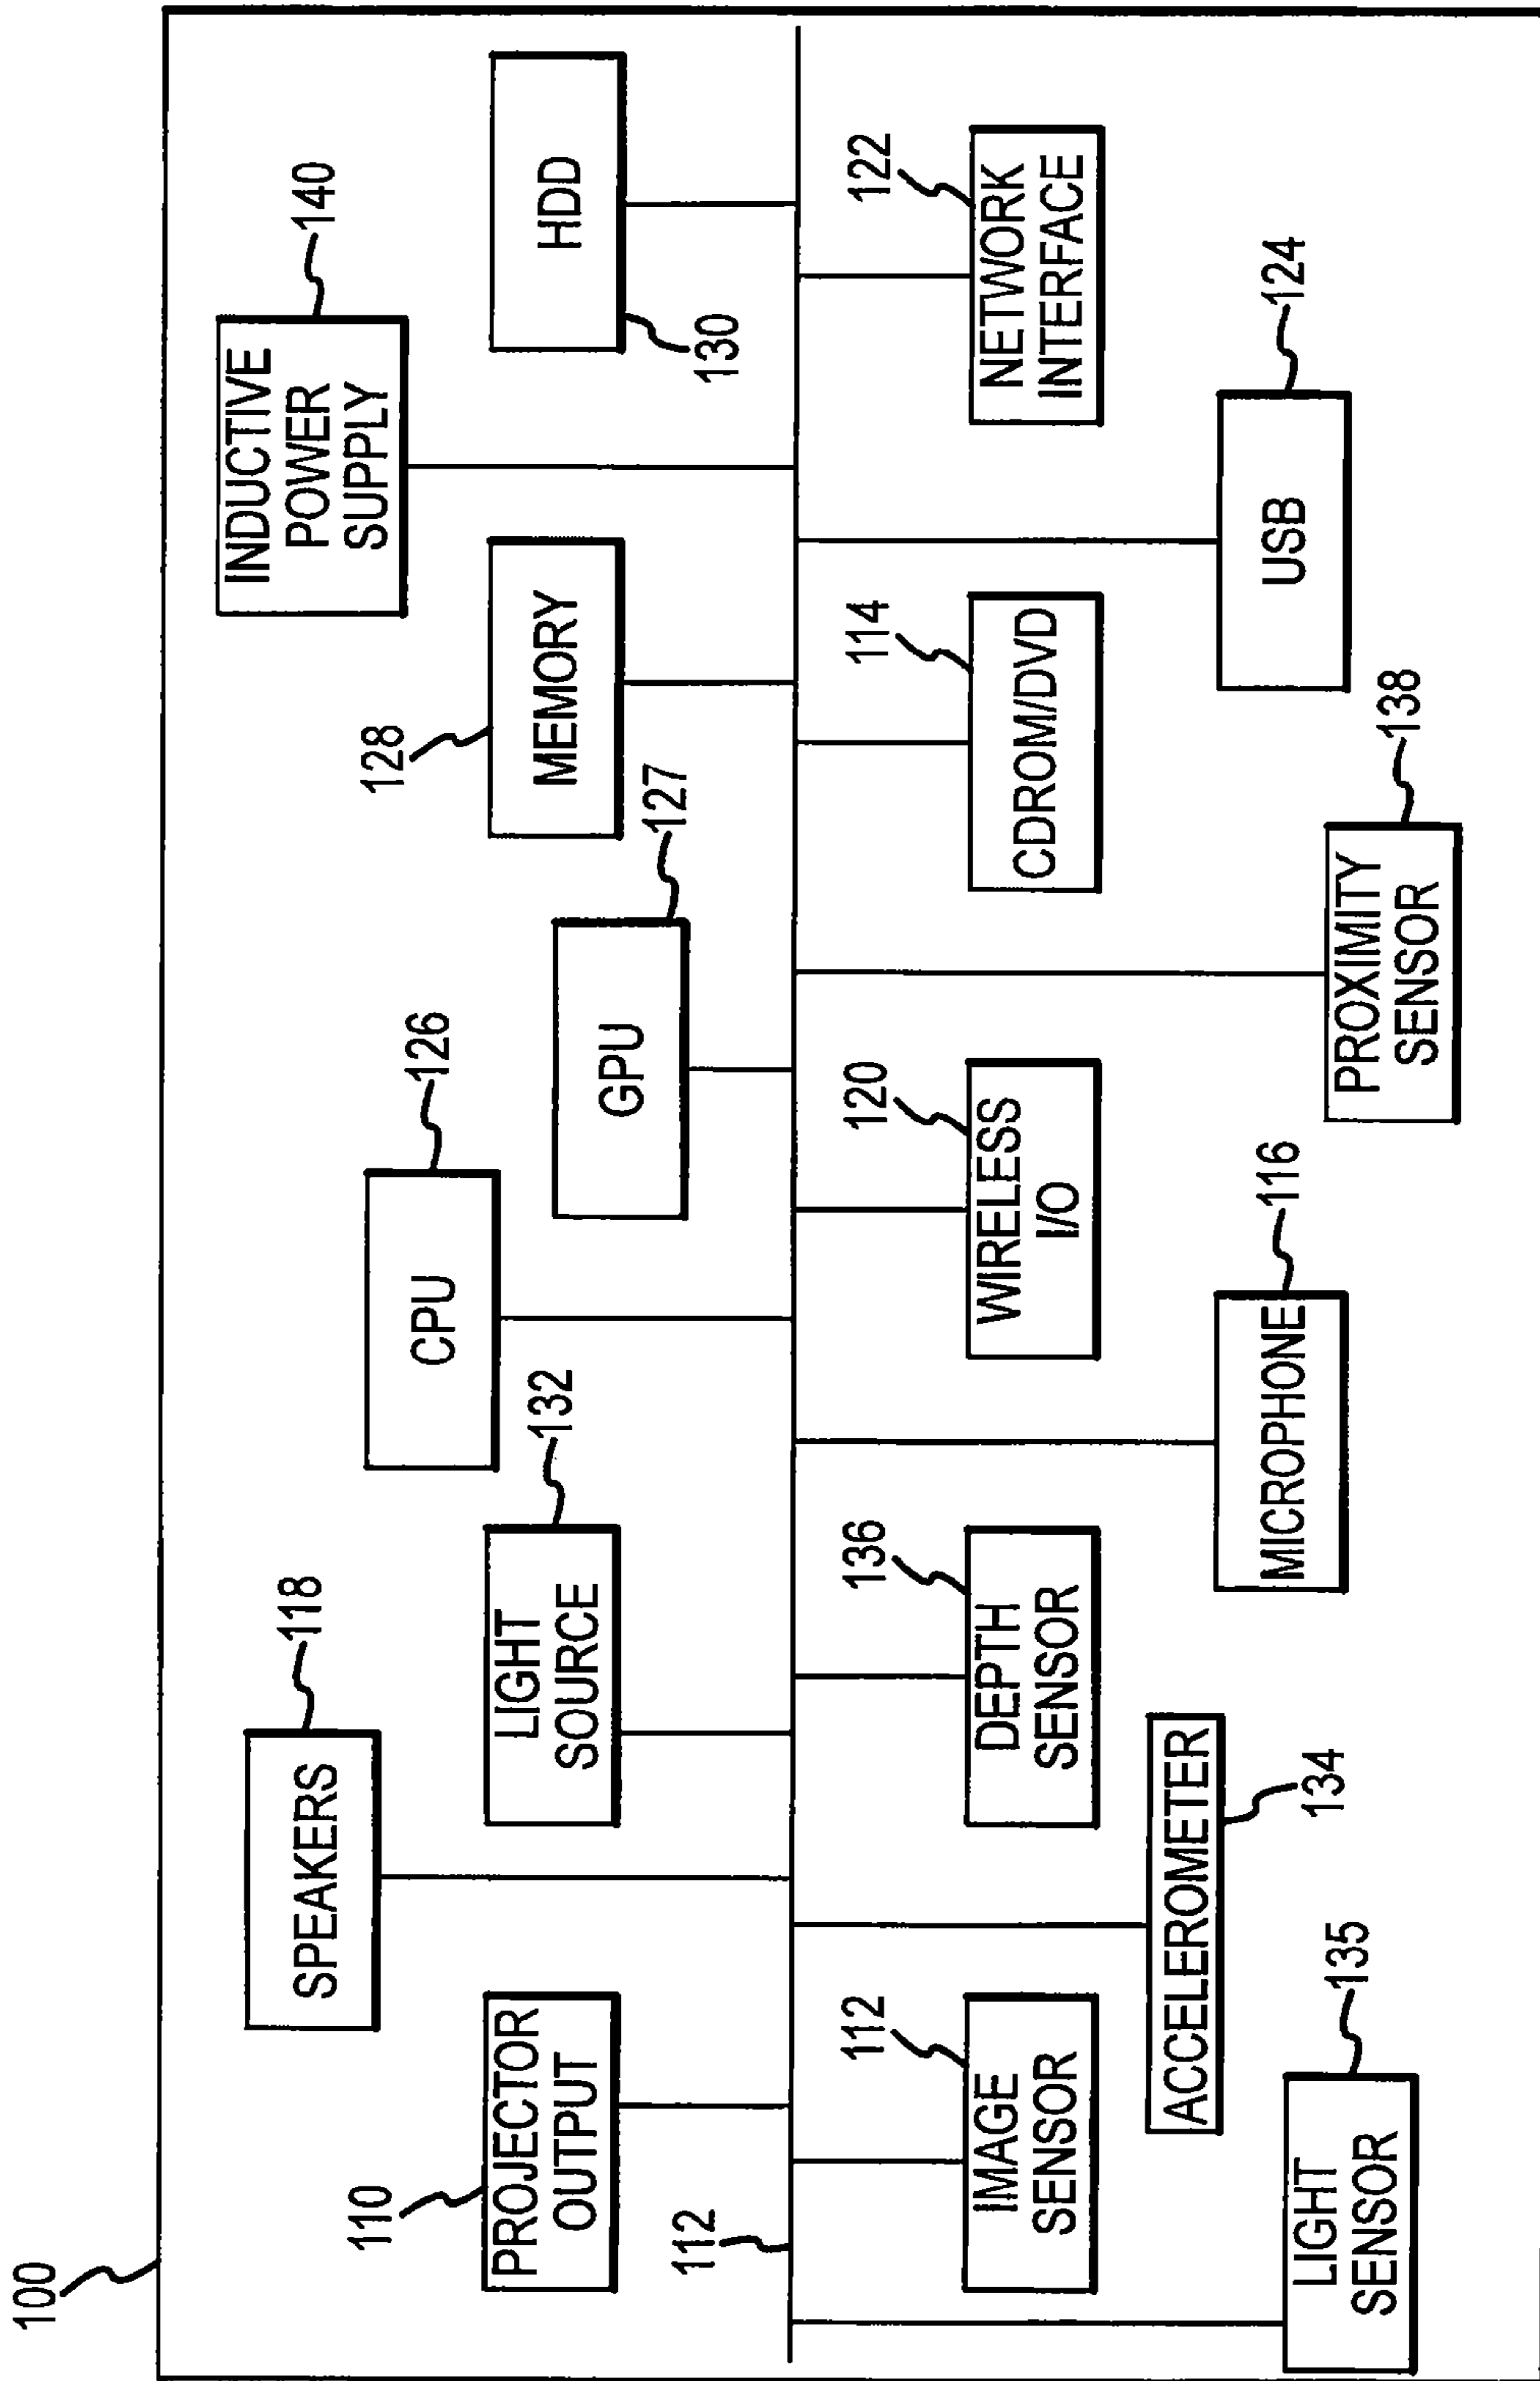 100
SPEAKERS
118
INDUCTIVE
POWER
SUPPLY
140
CPU
126
110
PROJECTOR
OUTPUT
LIGHT
SOURCE
132
GPU
127
128
MEMORY
HDD
130
112
IMAGE
SENSOR
112
DEPTH
SENSOR
136
WIRELESS
I/O
120
CDROM/DVD
114
NETWORK
INTERFACE
122
ACCELEROMETER
134
MICROPHONE
116
USB
124
LIGHT
SENSOR
135
PROXIMITY
SENSOR
138